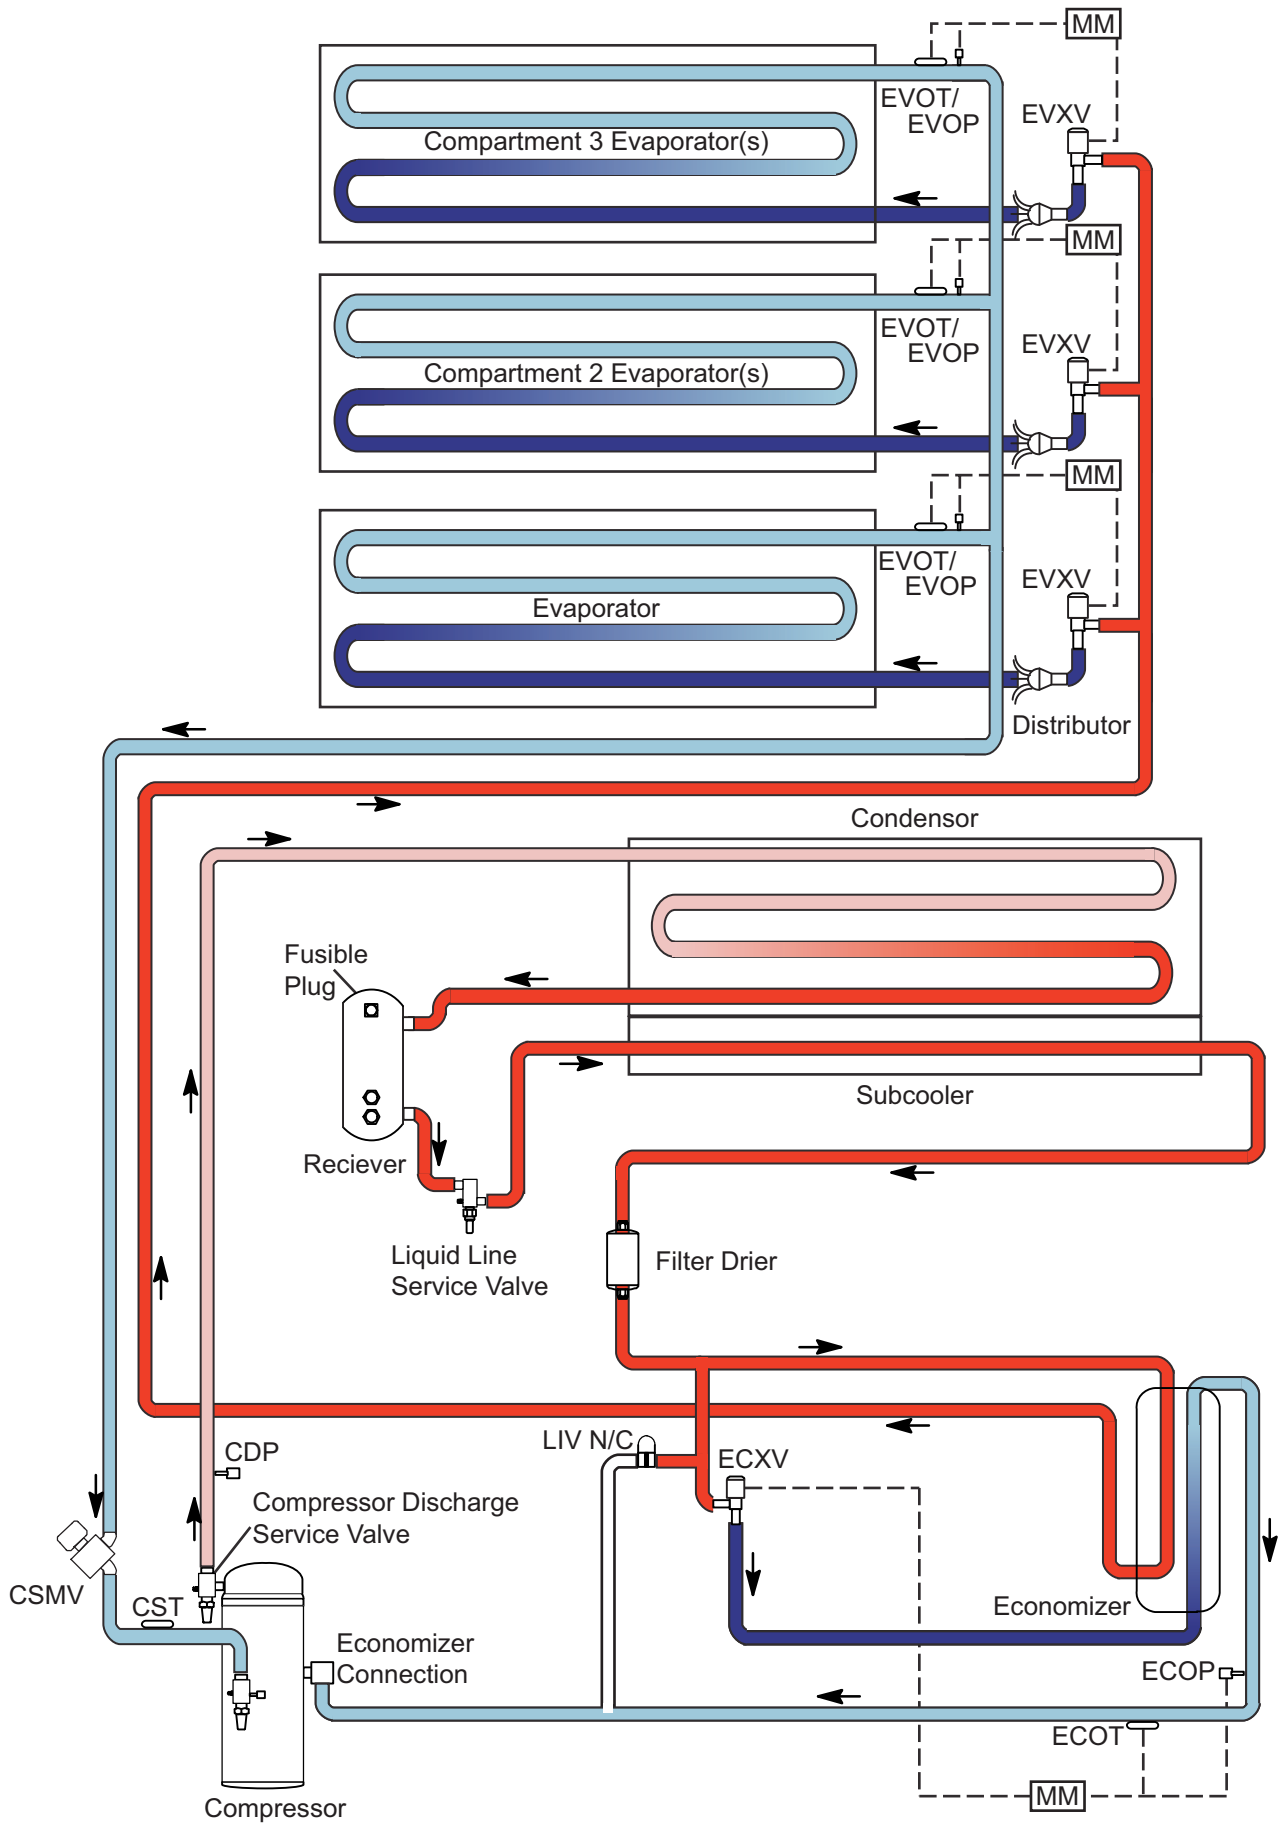 MM
EVOT/
EVOP
EVXV
Compartment 3 Evaporator(s)
MM
EVOT/
EVOP
EVXV
Compartment 2 Evaporator(s)
MM
EVOT/
EVOP
EVXV
Evaporator
Distributor
Condensor
Fusible
Plug
Subcooler
Reciever
Liquid Line
Service Valve
Filter Drier
LIV N/C
CDP
ECXV
Compressor Discharge
Service Valve
CSMV
CST
Economizer
Economizer
Connection
ECOP
ECOT
MM
Compressor